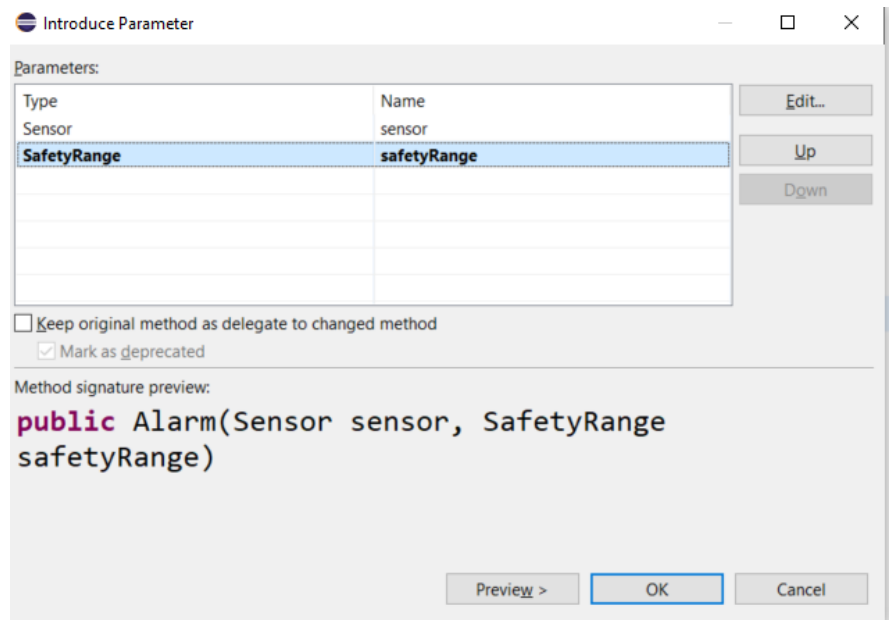 Introduce Parameter
Parameters:
Type Name
Sensor sensor
SafetyRange safetyRange
Edit...
Up
Down
Keep original method as delegate to changed method
Mark as deprecated
Method signature preview:
public Alarm(Sensor sensor, SafetyRange
safetyRange)
Preview > OK Cancel